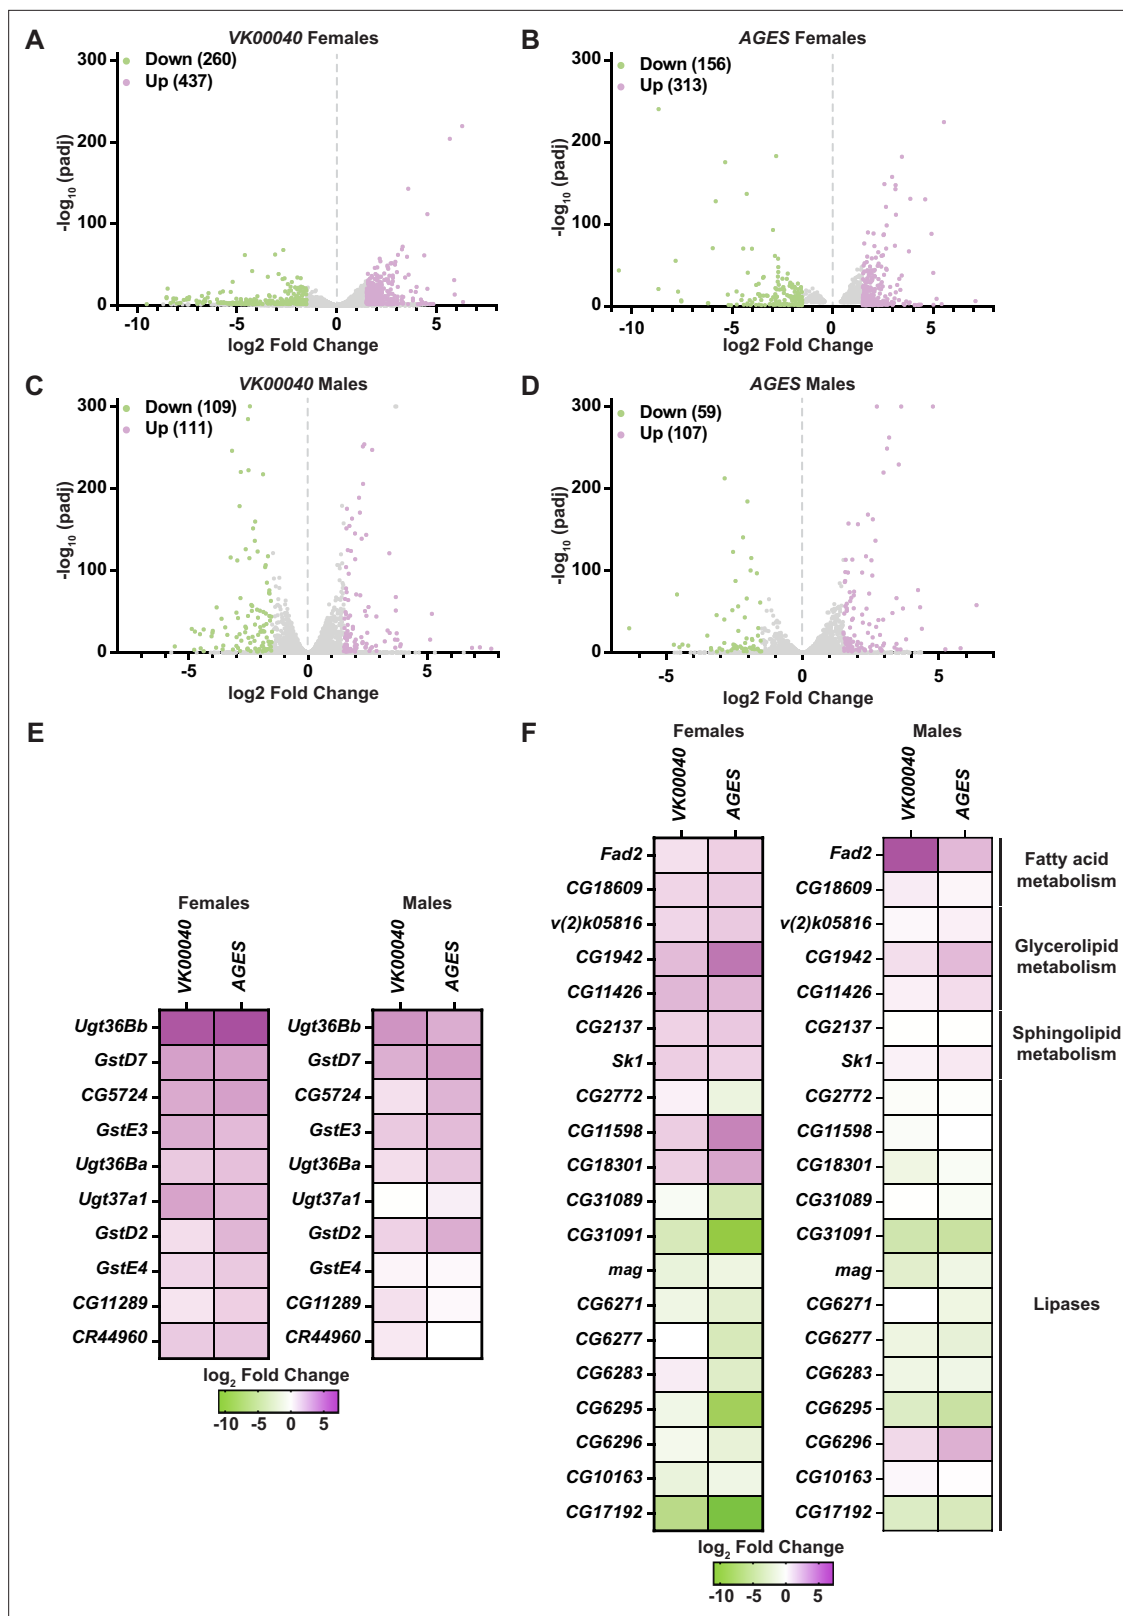 A
VK00040 Females
Down (260)
Up (437)
300
200
100
0
-log10 (padj)
-10
-5
0
5
log2 Fold Change
B
AGES Females
Down (156)
Up (313)
300
200
100
0
-log10 (padj)
-10
-5
0
5
log2 Fold Change
C
VK00040 Males
Down (109)
Up (111)
300
200
100
0
-log10 (padj)
-5
0
5
log2 Fold Change
D
AGES Males
Down (59)
Up (107)
300
200
100
0
-log10 (padj)
-5
0
5
log2 Fold Change
E
Females
Males
VK00040
AGES
VK00040
AGES
Ugt36Bb
GstD7
CG5724
GstE3
Ugt36Ba
Ugt37a1
GstD2
GstE4
CG11289
CR44960
Ugt36Bb
GstD7
CG5724
GstE3
Ugt36Ba
Ugt37a1
GstD2
GstE4
CG11289
CR44960
log2 Fold Change
-10 -5 0 5
F
Females
Males
VK00040
AGES
VK00040
AGES
Fad2
CG18609
v(2)k05816
CG1942
CG11426
CG2137
Sk1
CG2772
CG11598
CG18301
CG31089
CG31091
mag
CG6271
CG6277
CG6283
CG6295
CG6296
CG10163
CG17192
Fad2
CG18609
v(2)k05816
CG1942
CG11426
CG2137
Sk1
CG2772
CG11598
CG18301
CG31089
CG31091
mag
CG6271
CG6277
CG6283
CG6295
CG6296
CG10163
CG17192
Fatty acid
metabolism
Glycerolipid
metabolism
Sphingolipid
metabolism
Lipases
log2 Fold Change
-10 -5 0 5